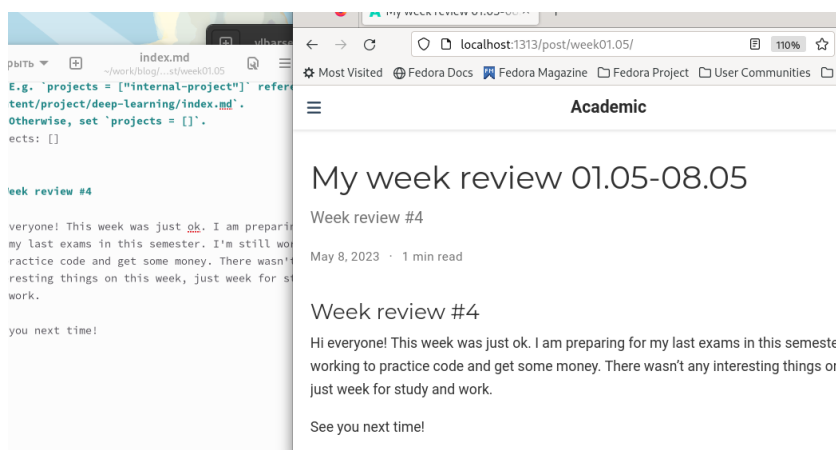 рыть
index.md
~/work/blog/...st/week01.05
E.g. `projects = ["internal-project"]` refere
tent/project/deep-learning/index.md`.
Otherwise, set `projects = []`.
ects: []
eek review #4
veryone! This week was just ok. I am preparin
my last exams in this semester. I'm still wor
ractice code and get some money. There wasn't
resting things on this week, just week for st
work.
you next time!
My week review 01.05-08
localhost:1313/post/week01.05/
110%
Most Visited
Fedora Docs
Fedora Magazine
Fedora Project
User Communities
Academic
My week review 01.05-08.05
Week review #4
May 8, 2023 · 1 min read
Week review #4
Hi everyone! This week was just ok. I am preparing for my last exams in this semeste
working to practice code and get some money. There wasn't any interesting things or
just week for study and work.
See you next time!